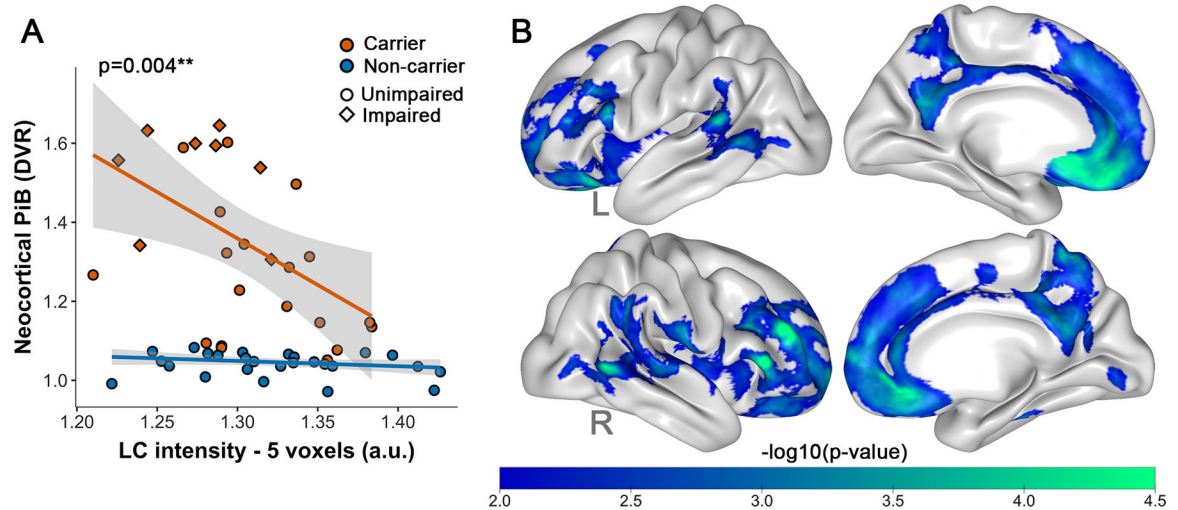 A
p=0.004**
Carrier
Non-carrier
Unimpaired
Impaired
Neocortical PiB (DVR)
1.6
1.4
1.2
1.0
1.20 1.25 1.30 1.35 1.40
LC intensity - 5 voxels (a.u.)
B
L
R
-log10(p-value)
2.0 2.5 3.0 3.5 4.0 4.5